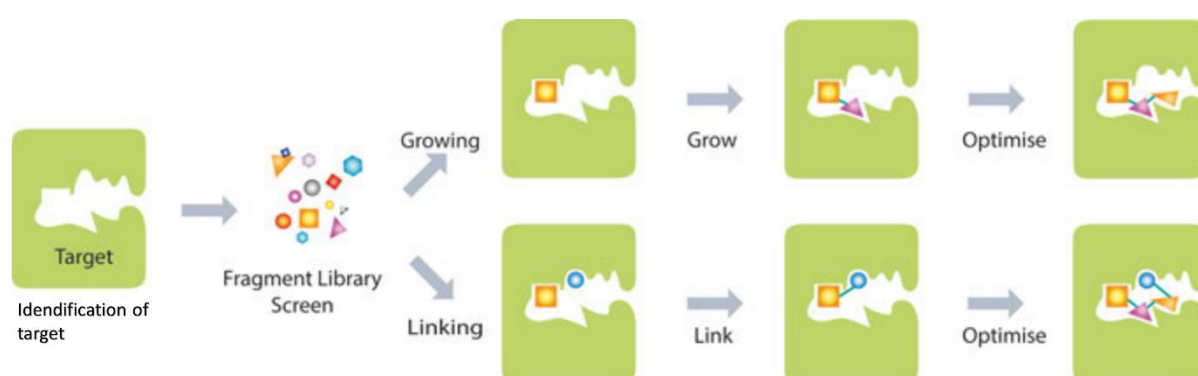 Target
Idendification of
target
Fragment Library
Screen
Growing
Grow
Optimise
Linking
Link
Optimise